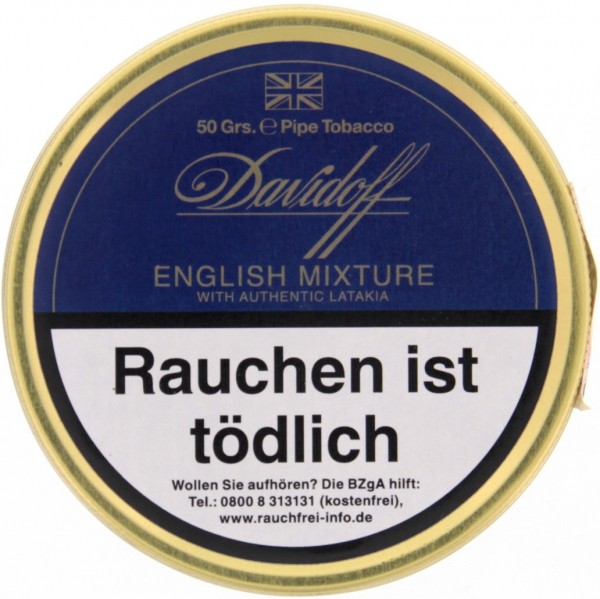 50 Grs. ℮ Pipe Tobacco
Davidoff
ENGLISH MIXTURE
WITH AUTHENTIC LATAKIA
Rauchen ist
tödlich
Wollen Sie aufhören? Die BZgA hilft:
Tel.: 0800 8 313131 (kostenfrei),
www.rauchfrei-info.de